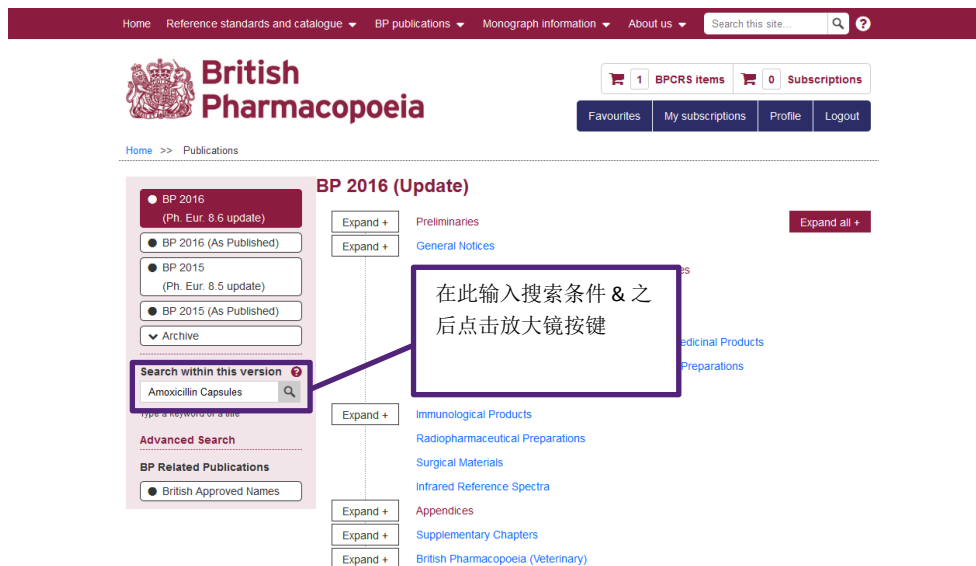 Home Reference standards and catalogue BP publications Monograph information About us Search this site... ?
British
Pharmacopoeia
1 BPCRS items 0 Subscriptions
Favourites My subscriptions Profile Logout
Home >> Publications
BP 2016
(Ph. Eur. 8.6 update)
BP 2016 (As Published)
BP 2015
(Ph. Eur. 8.5 update)
BP 2015 (As Published)
Archive
Search within this version ?
Amoxicillin Capsules
Type a keyword or a title
Advanced Search
BP Related Publications
British Approved Names
BP 2016 (Update)
Expand + Preliminaries Expand all +
Expand + General Notices
在此输入搜索条件 & 之
后点击放大镜按键
Products
Preparations
Expand + Immunological Products
Radiopharmaceutical Preparations
Surgical Materials
Infrared Reference Spectra
Expand + Appendices
Expand + Supplementary Chapters
Expand + British Pharmacopoeia (Veterinary)